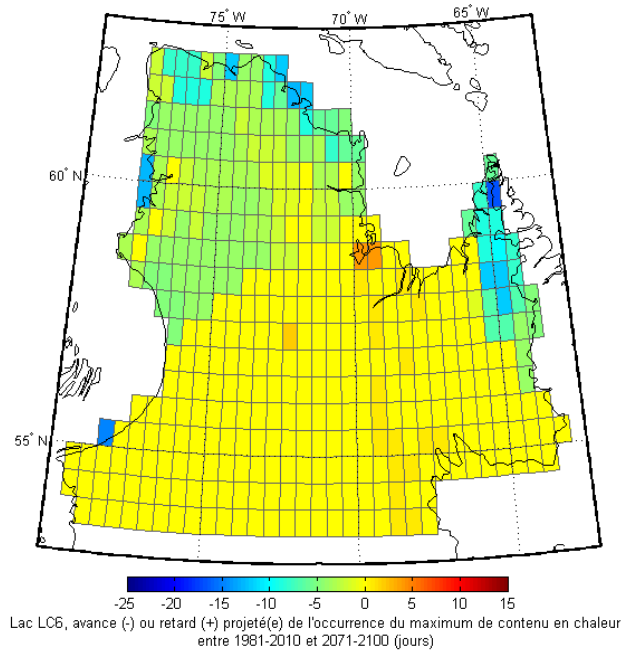 75° W
70° W
65° W
60° N
55° N
-25 -20 -15 -10 -5 0 5 10 15
Lac LC6, avance (-) ou retard (+) projeté(e) de l'occurrence du maximum de contenu en chaleur
entre 1981-2010 et 2071-2100 (jours)